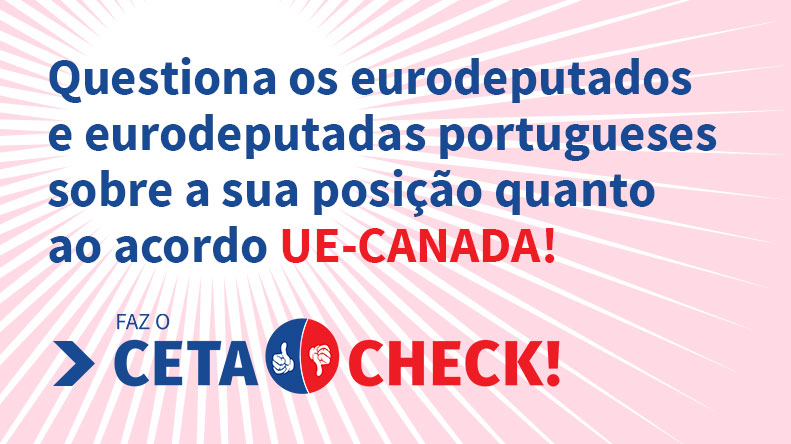 Questiona os eurodeputados
e eurodeputadas portugueses
sobre a sua posição quanto
ao acordo UE-CANADA!
FAZ O
CETA CHECK!